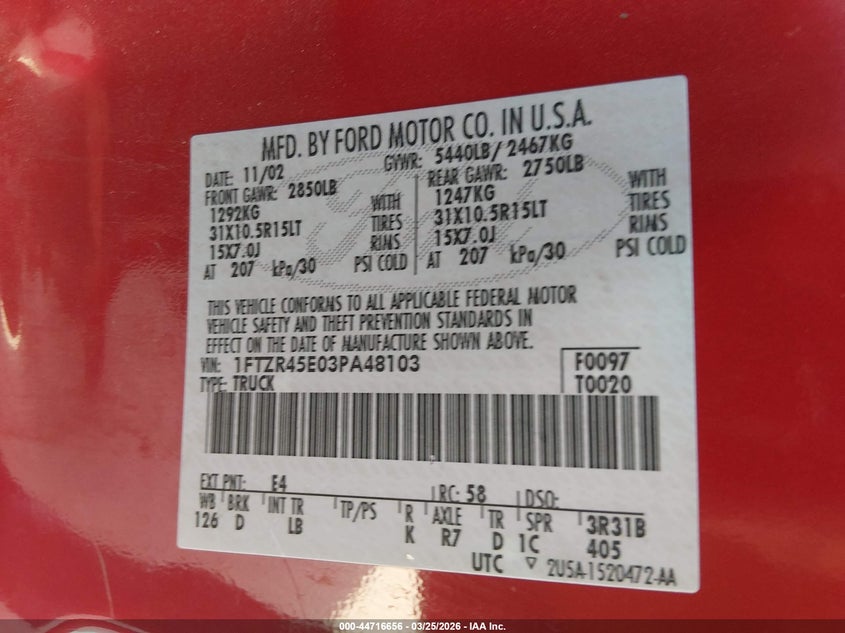 MFD. BY FORD MOTOR CO. IN U.S.A.
DATE: 11/02 GVWR: 5440LB/ 2467KG
FRONT GAWR: 2850LB REAR GAWR: 2750LB
1292KG WITH 1247KG WITH
31X10.5R15LT TIRES 31X10.5R15LT TIRES
15X7.0J RIMS 15X7.0J RIMS
AT 207 kPa/30 PSI COLD AT 207 kPa/30 PSI COLD
THIS VEHICLE CONFORMS TO ALL APPLICABLE FEDERAL MOTOR
VEHICLE SAFETY AND THEFT PREVENTION STANDARDS IN
EFFECT ON THE DATE OF MANUFACTURE SHOWN ABOVE.
VIN: 1FTZR45E03PA48103 F0097
TYPE: TRUCK T0020
EXT PNT: E4 RC: 58 DSO:
WB BRK INT TR TP/PS R AXLE TR SPR 3R31B
126 D LB K R7 D 1C 405
UTC ▽ 2U5A-1520472-AA
000-44716656 - 03/25/2026 - IAA Inc.